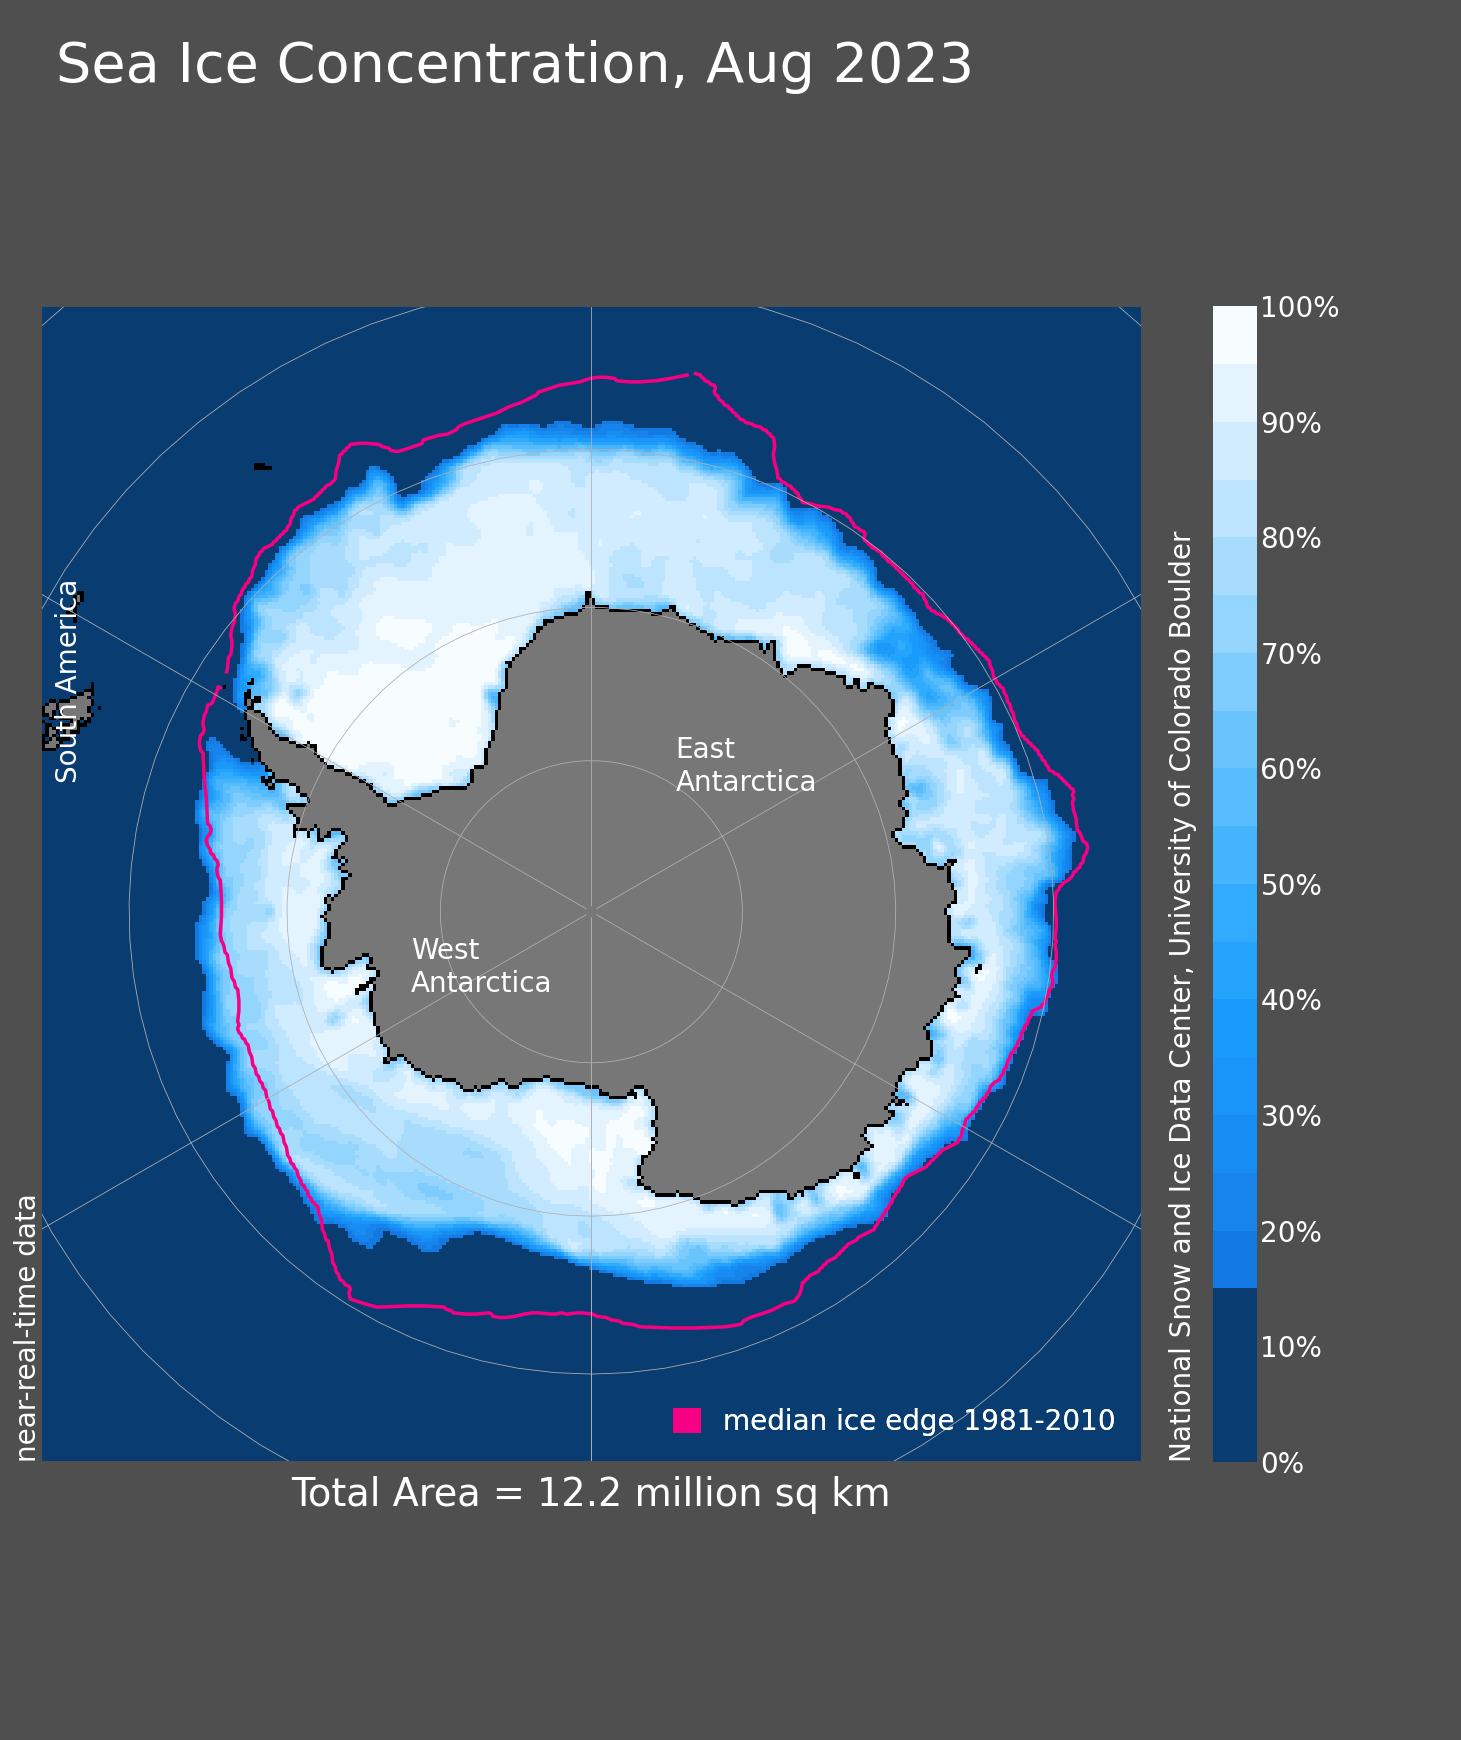 Sea Ice Concentration, Aug 2023
South America
East
Antarctica
West
Antarctica
near-real-time data
median ice edge 1981-2010
Total Area = 12.2 million sq km
National Snow and Ice Data Center, University of Colorado Boulder
100%
90%
80%
70%
60%
50%
40%
30%
20%
10%
0%